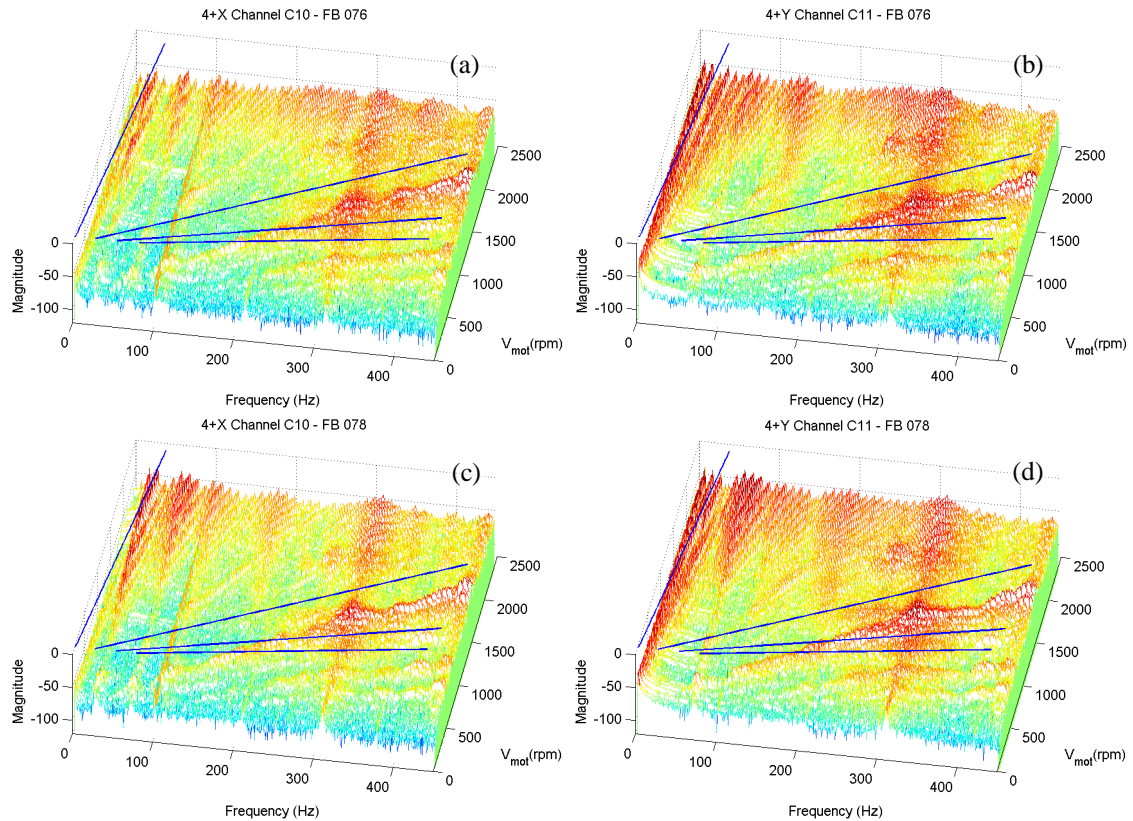 4+X Channel C10 - FB 076
(a)
0
-50
-100
Magnitude
0
100
200
300
400
Frequency (Hz)
2500
2000
1500
1000
500
0
V_mot(rpm)
4+Y Channel C11 - FB 076
(b)
0
-50
-100
Magnitude
0
100
200
300
400
Frequency (Hz)
2500
2000
1500
1000
500
0
V_mot(rpm)
4+X Channel C10 - FB 078
(c)
0
-50
-100
Magnitude
0
100
200
300
400
Frequency (Hz)
2500
2000
1500
1000
500
0
V_mot(rpm)
4+Y Channel C11 - FB 078
(d)
0
-50
-100
Magnitude
0
100
200
300
400
Frequency (Hz)
2500
2000
1500
1000
500
0
V_mot(rpm)